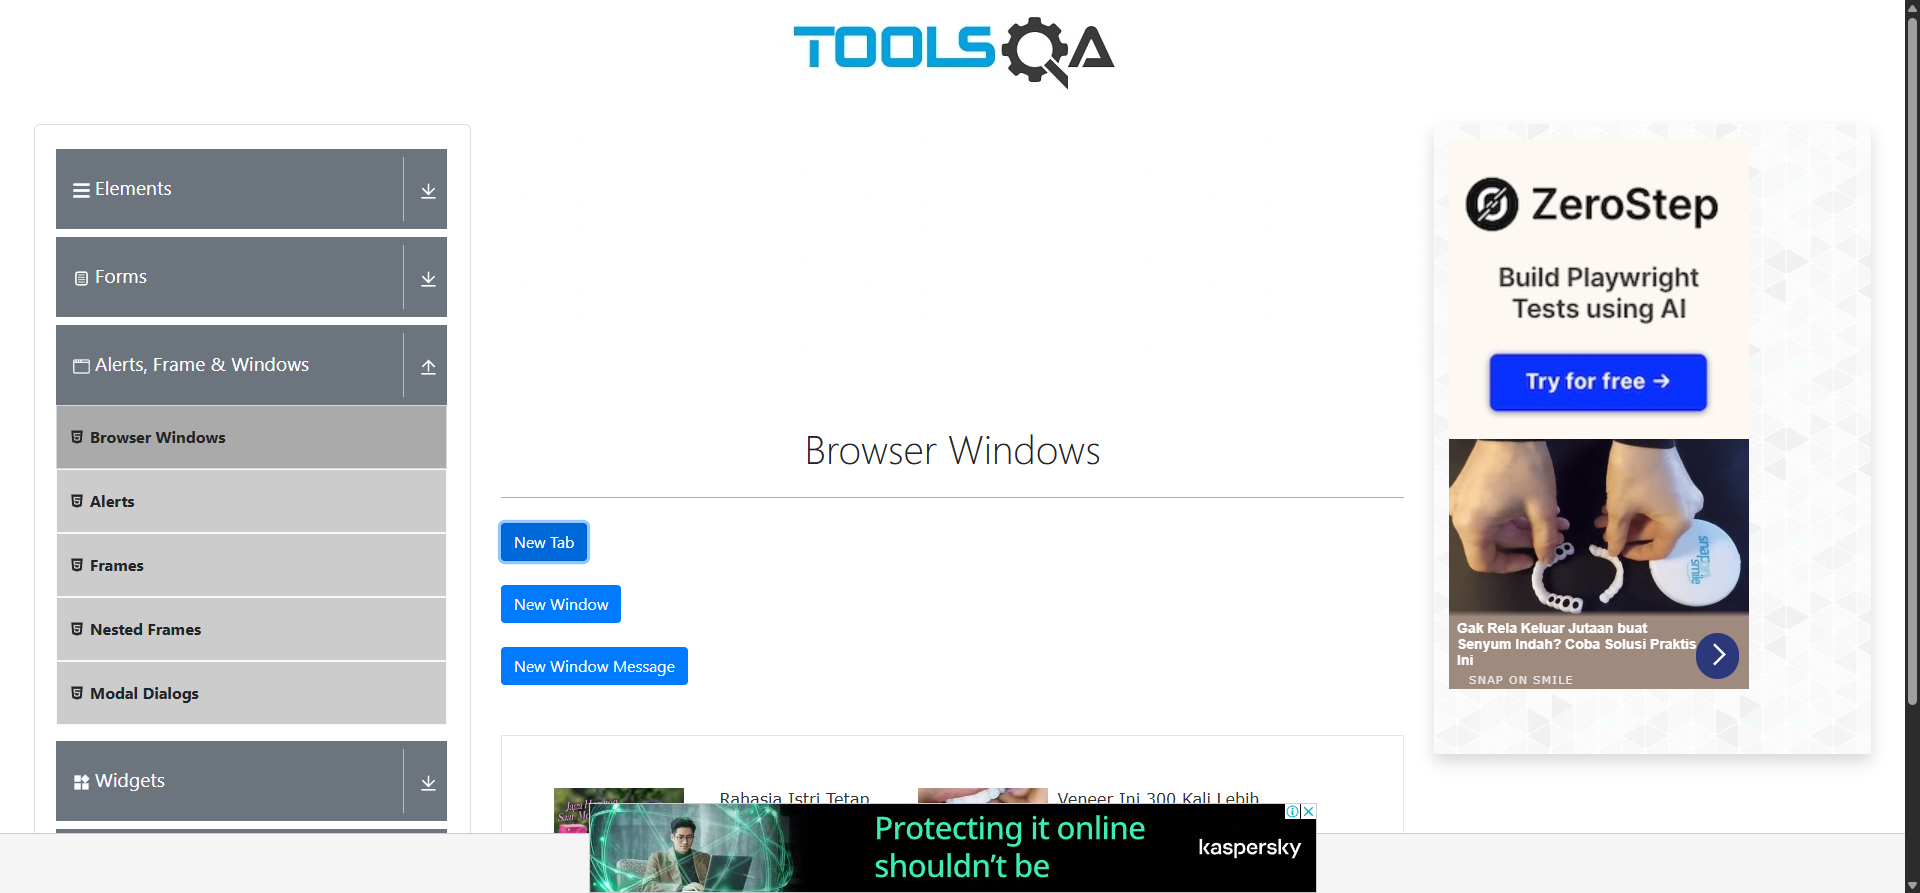 TOOLSQA
Elements
Forms
Alerts, Frame & Windows
Browser Windows
Alerts
Frames
Nested Frames
Modal Dialogs
Widgets
Browser Windows
New Tab
New Window
New Window Message
Rahasia Istri Tetap
Veneer Ini 300 Kali Lebih
ZeroStep
Build Playwright
Tests using AI
Try for free →
snap on
smile
Gak Rela Keluar Jutaan buat
Senyum Indah? Coba Solusi Praktis
Ini
SNAP ON SMILE
Protecting it online
shouldn't be
kaspersky